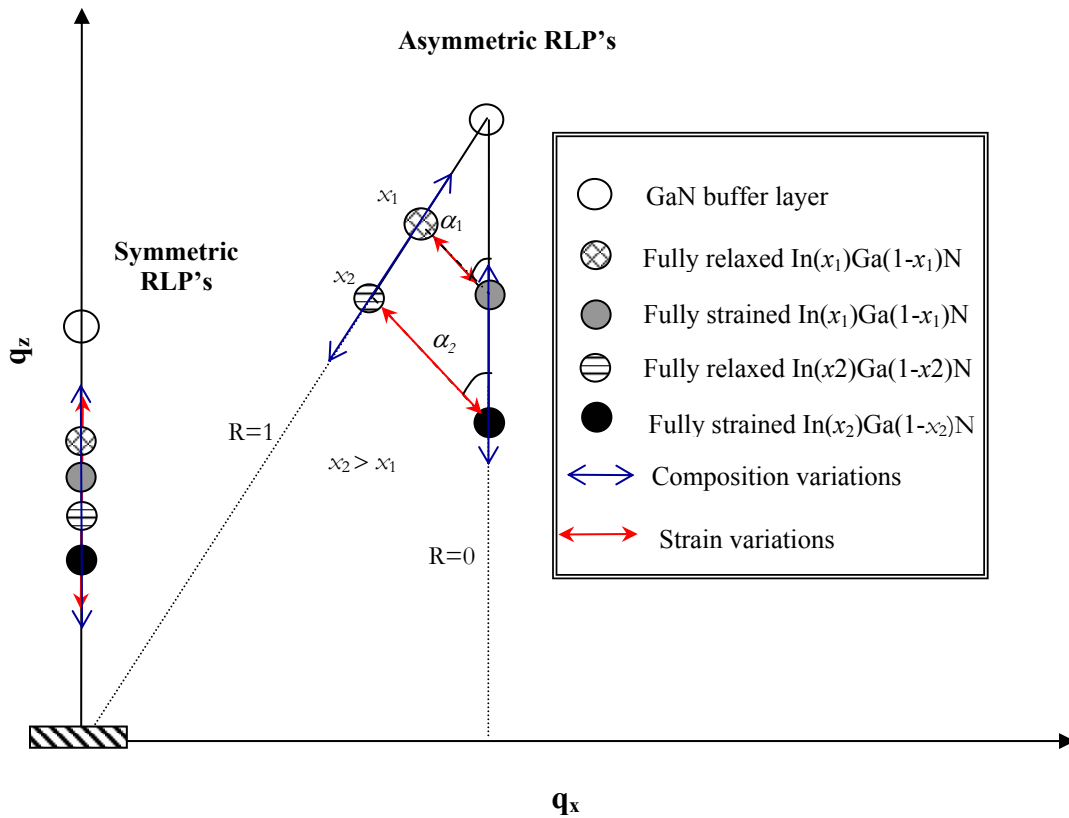 Asymmetric RLP's
Symmetric
RLP's
q_z
x₁
α₁
x₂
α₂
R=1
x₂ > x₁
R=0
q_x
GaN buffer layer
Fully relaxed In(x₁)Ga(1-x₁)N
Fully strained In(x₁)Ga(1-x₁)N
Fully relaxed In(x2)Ga(1-x2)N
Fully strained In(x₂)Ga(1-x₂)N
Composition variations
Strain variations